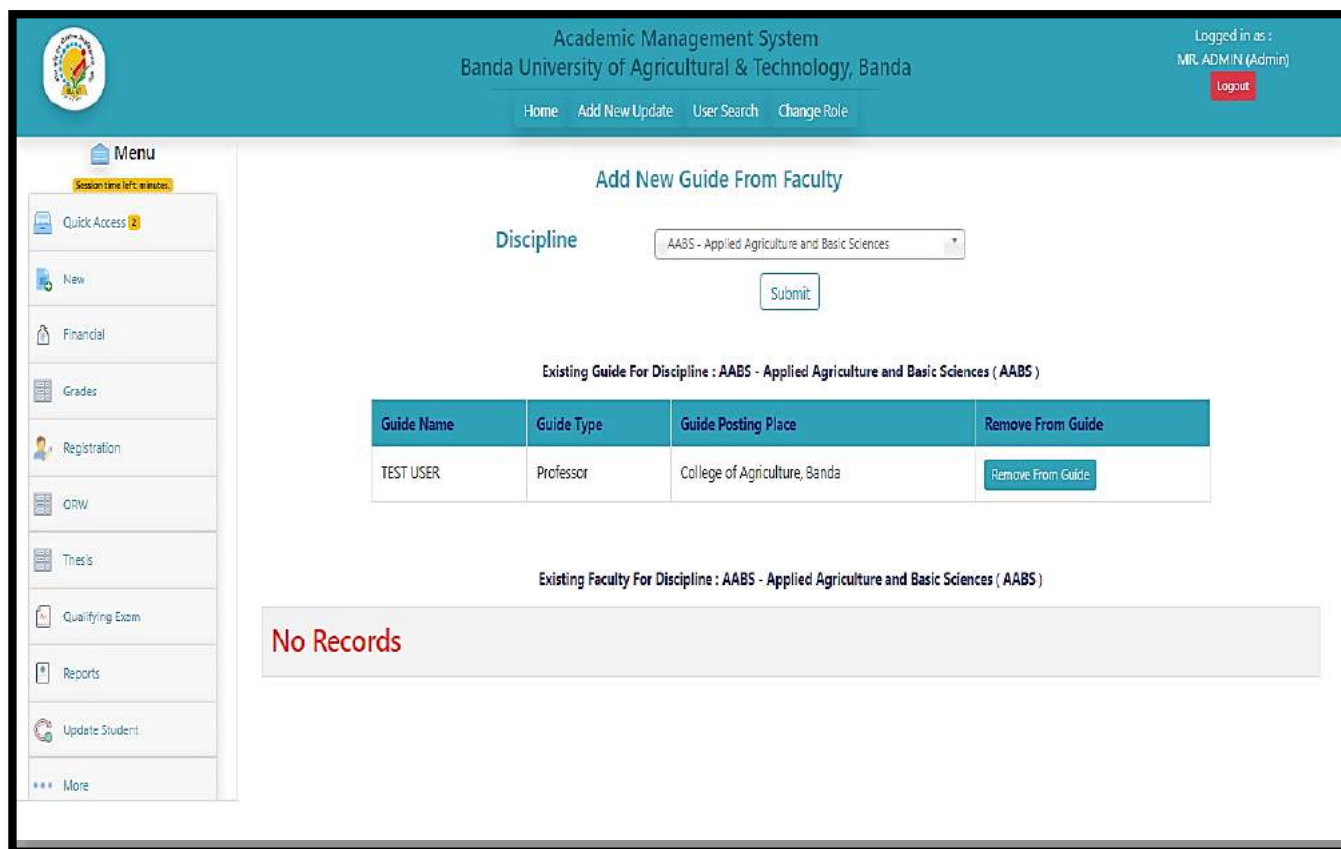 Academic Management System
Banda University of Agricultural & Technology, Banda
Home Add New Update User Search Change Role
Logged in as :
MR. ADMIN (Admin)
Logout
Menu
Session time left: minutes.
Quick Access 2
New
Financial
Grades
Registration
ORW
Thesis
Qualifying Exam
Reports
Update Student
More
Add New Guide From Faculty
Discipline AABS - Applied Agriculture and Basic Sciences
Submit
Existing Guide For Discipline : AABS - Applied Agriculture and Basic Sciences ( AABS )
Guide Name Guide Type Guide Posting Place Remove From Guide
TEST USER Professor College of Agriculture, Banda Remove From Guide
Existing Faculty For Discipline : AABS - Applied Agriculture and Basic Sciences ( AABS )
No Records